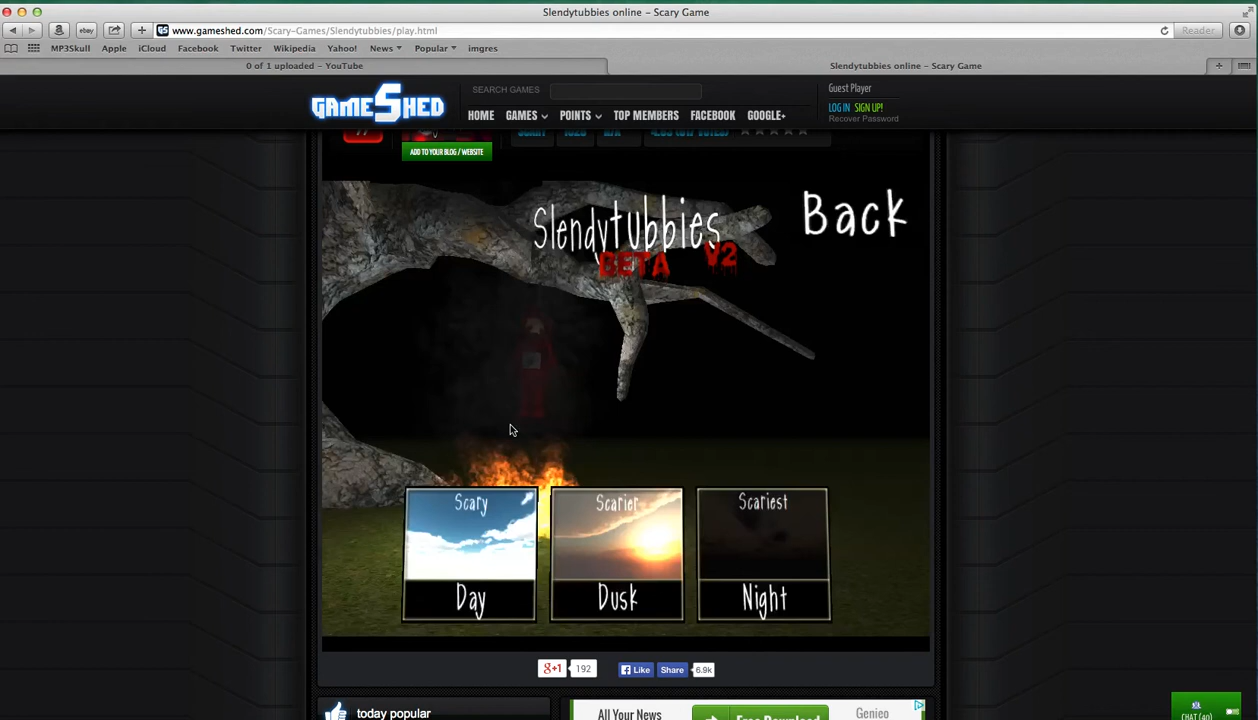 Slendytubbies online – Scary Game
www.gameshed.com/Scary-Games/Slendytubbies/play.html
Reader
MP3Skull Apple iCloud Facebook Twitter Wikipedia Yahoo! News Popular imgres
0 of 1 uploaded – YouTube
Slendytubbies online – Scary Game
GAMESHED
SEARCH GAMES
HOME GAMES POINTS TOP MEMBERS FACEBOOK GOOGLE+
Guest Player
LOG IN SIGN UP!
Recover Password
ADD TO YOUR BLOG / WEBSITE
Slendytubbies
BETA V2
Back
Scary
Day
Scarier
Dusk
Scariest
Night
g+1 192
Like Share 6.9k
today popular
All Your News
Free Download
Genieo
CHAT (40)